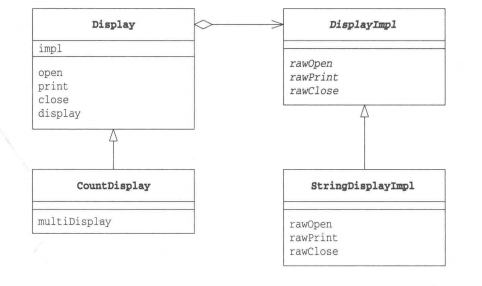 Display
impl
open
print
close
display
DisplayImpl
rawOpen
rawPrint
rawClose
CountDisplay
multiDisplay
StringDisplayImpl
rawOpen
rawPrint
rawClose